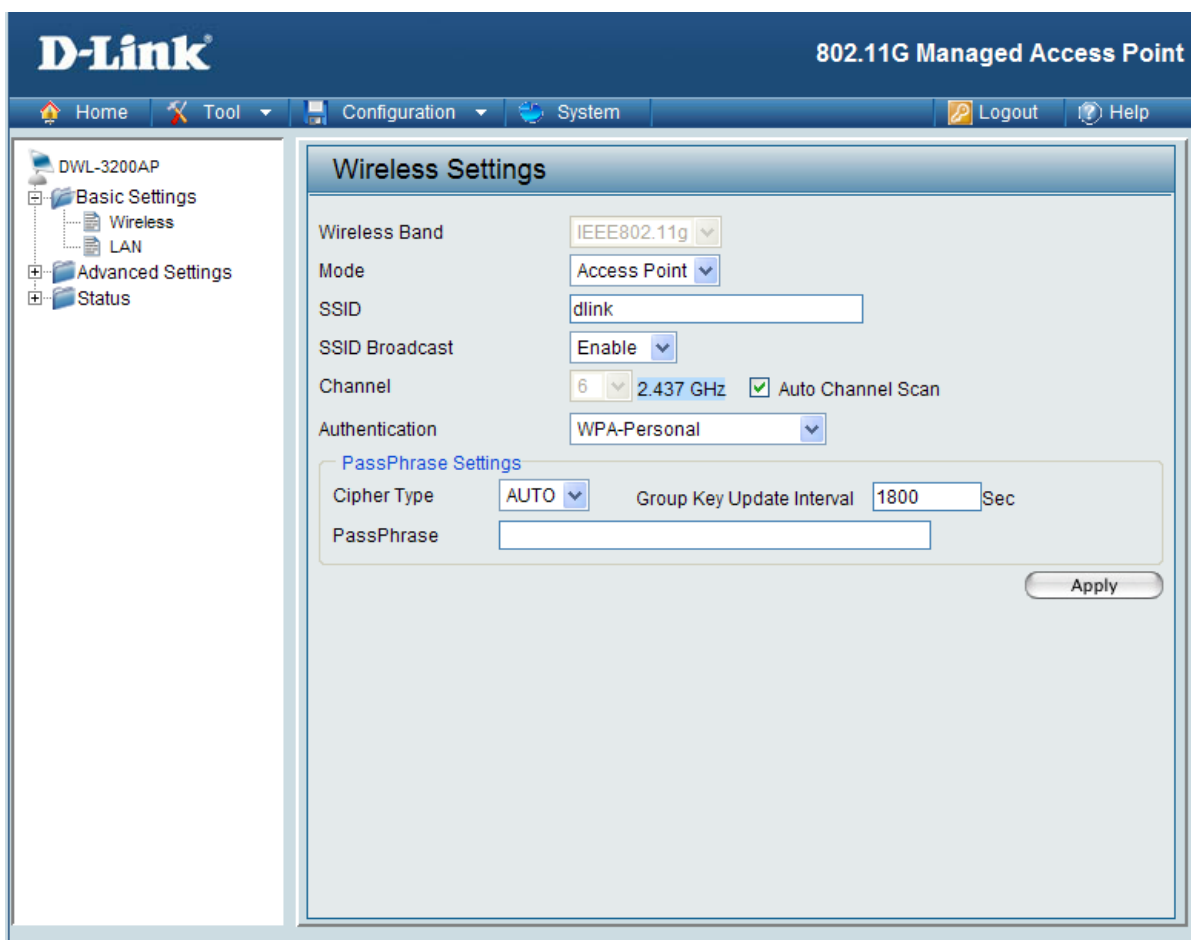 D-Link®
802.11G Managed Access Point
Home Tool Configuration System Logout Help
DWL-3200AP
Basic Settings
Wireless
LAN
Advanced Settings
Status
Wireless Settings
Wireless Band IEEE802.11g
Mode Access Point
SSID dlink
SSID Broadcast Enable
Channel 6 2.437 GHz Auto Channel Scan
Authentication WPA-Personal
PassPhrase Settings
Cipher Type AUTO Group Key Update Interval 1800 Sec
PassPhrase
Apply